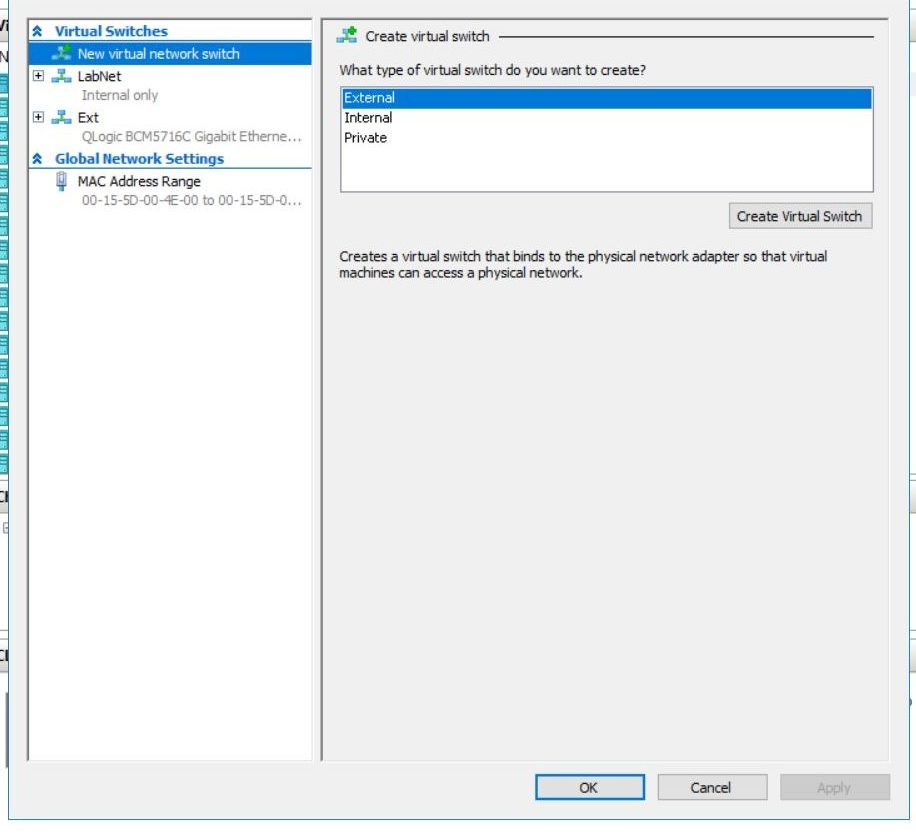 Virtual Switches
New virtual network switch
LabNet
Internal only
Ext
QLogic BCM5716C Gigabit Etherne...
Global Network Settings
MAC Address Range
00-15-5D-00-4E-00 to 00-15-5D-0...
Create virtual switch
What type of virtual switch do you want to create?
External
Internal
Private
Create Virtual Switch
Creates a virtual switch that binds to the physical network adapter so that virtual
machines can access a physical network.
OK
Cancel
Apply